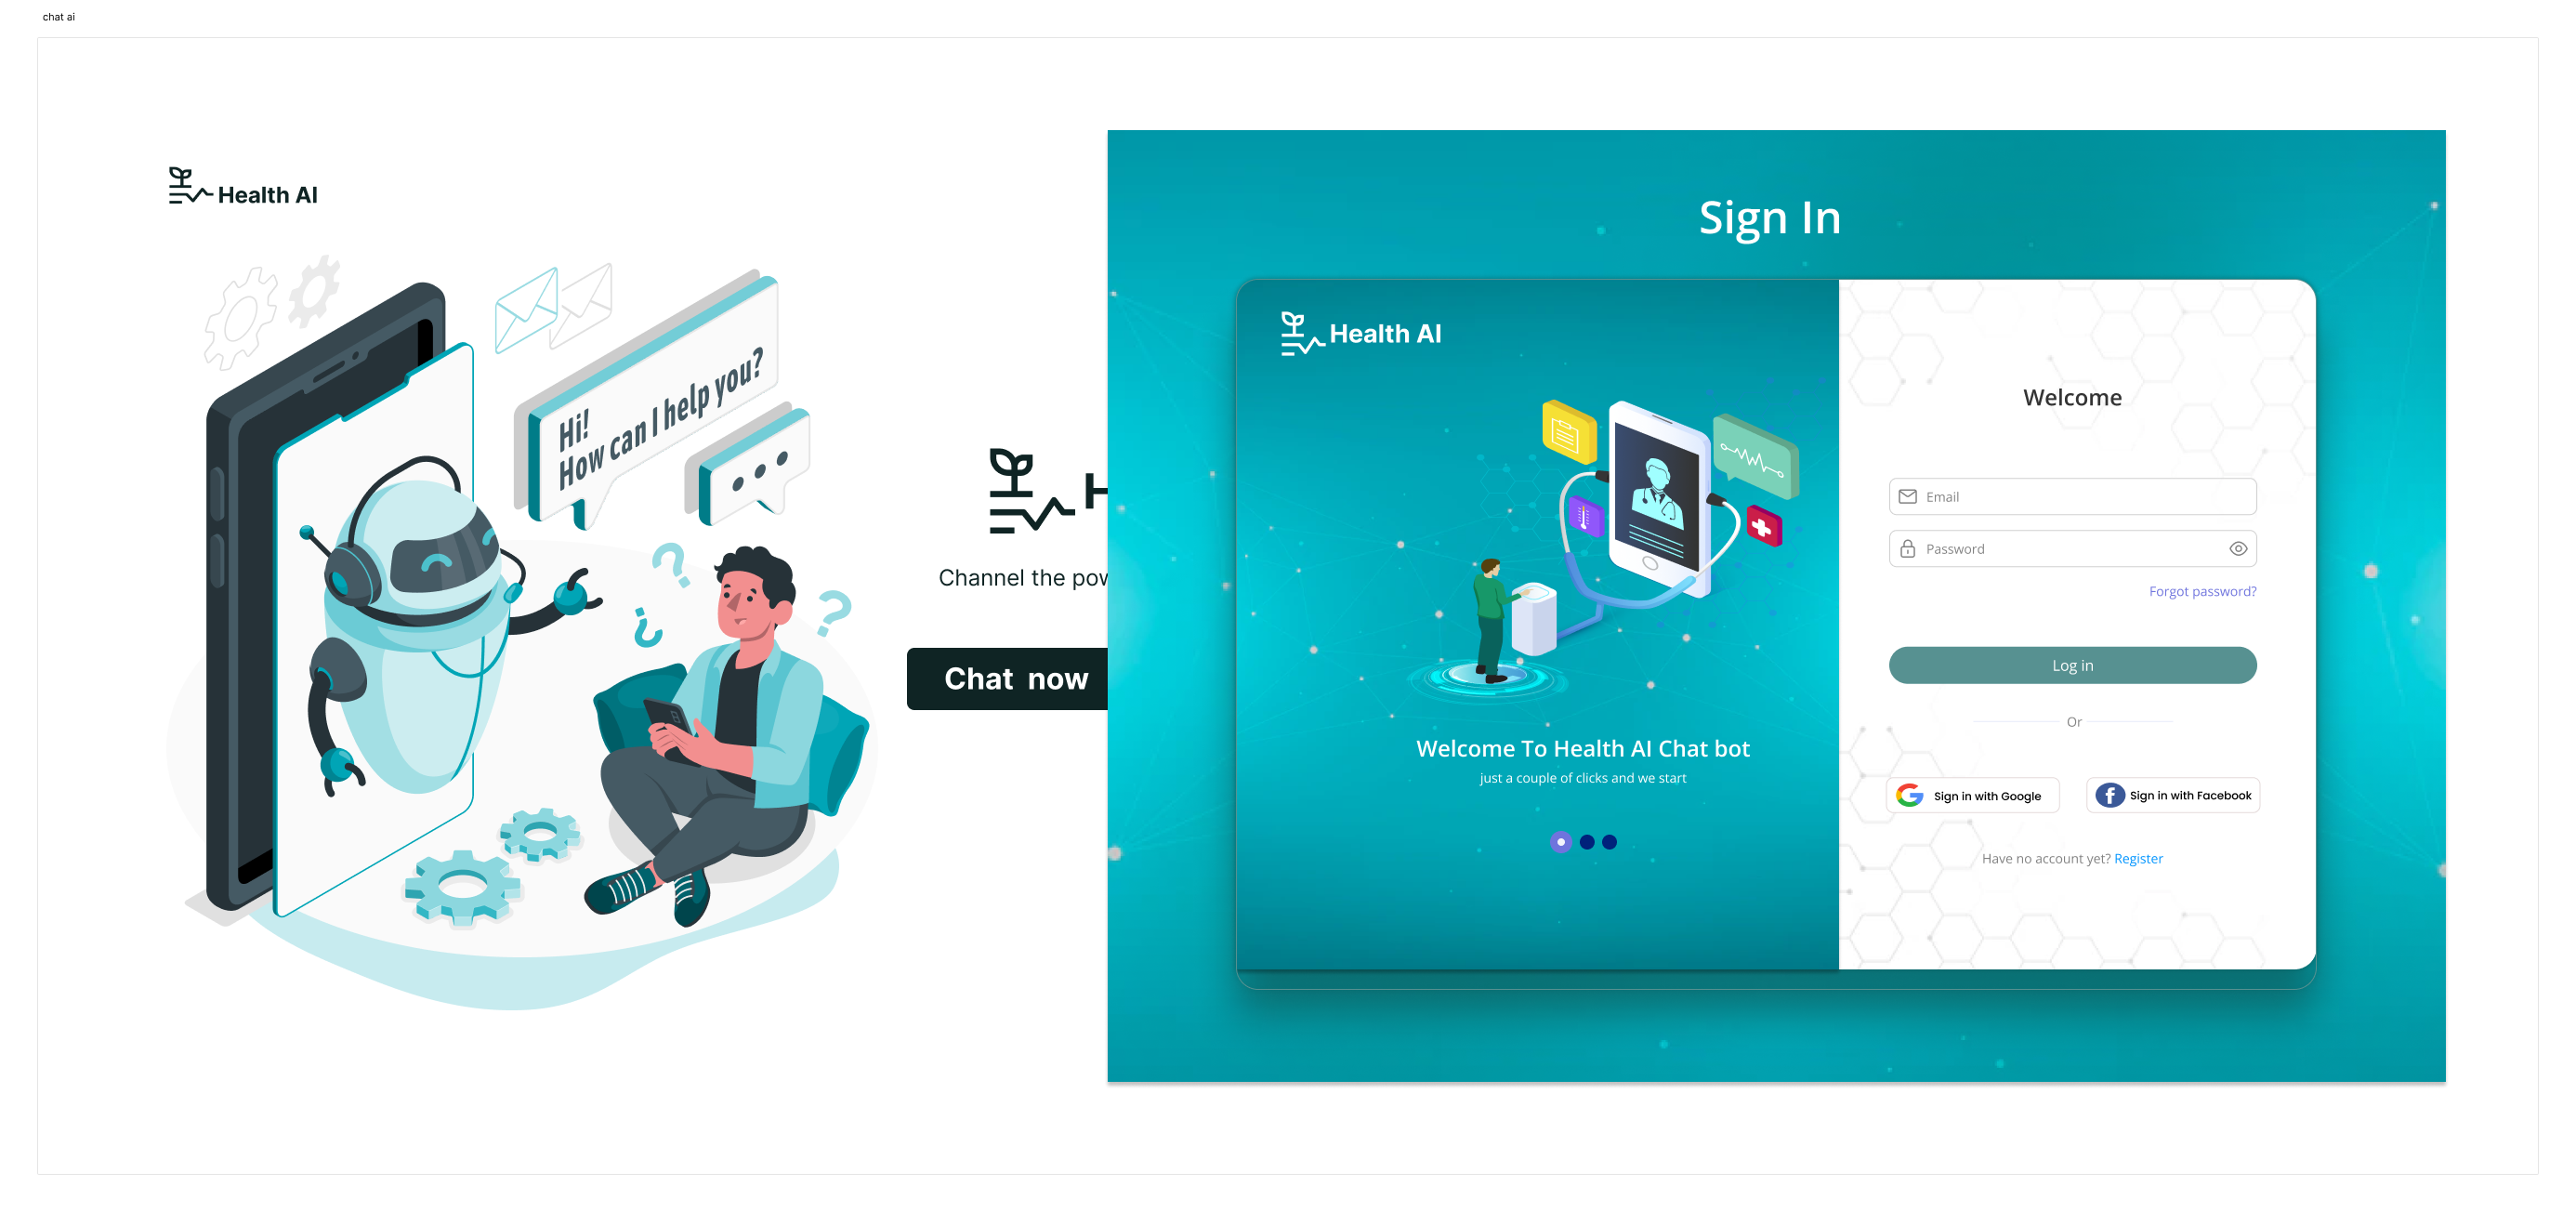 chat ai
Health AI
Hi!
How can I help you?
H
Channel the pow
Chat now
Sign In
Health AI
Welcome To Health AI Chat bot
just a couple of clicks and we start
Welcome
Email
Password
Forgot password?
Log in
Or
Sign in with Google
Sign in with Facebook
Have no account yet? Register